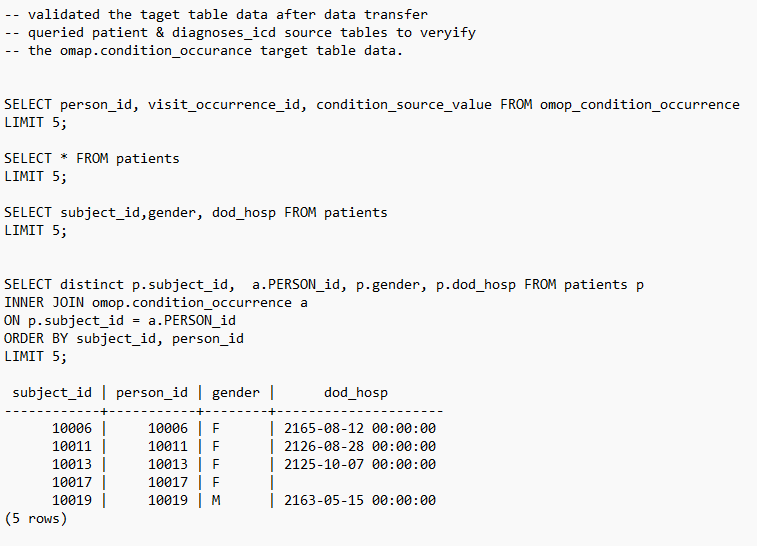 -- validated the taget table data after data transfer
-- queried patient & diagnoses_icd source tables to veryify
-- the omap.condition_occurance target table data.
SELECT person_id, visit_occurrence_id, condition_source_value FROM omop_condition_occurrence
LIMIT 5;
SELECT * FROM patients
LIMIT 5;
SELECT subject_id,gender, dod_hosp FROM patients
LIMIT 5;
SELECT distinct p.subject_id,  a.PERSON_id, p.gender, p.dod_hosp FROM patients p
INNER JOIN omop.condition_occurrence a
ON p.subject_id = a.PERSON_id
ORDER BY subject_id, person_id
LIMIT 5;
 subject_id | person_id | gender |      dod_hosp
------------+-----------+--------+---------------------
      10006 |     10006 | F      | 2165-08-12 00:00:00
      10011 |     10011 | F      | 2126-08-28 00:00:00
      10013 |     10013 | F      | 2125-10-07 00:00:00
      10017 |     10017 | F      |
      10019 |     10019 | M      | 2163-05-15 00:00:00
(5 rows)